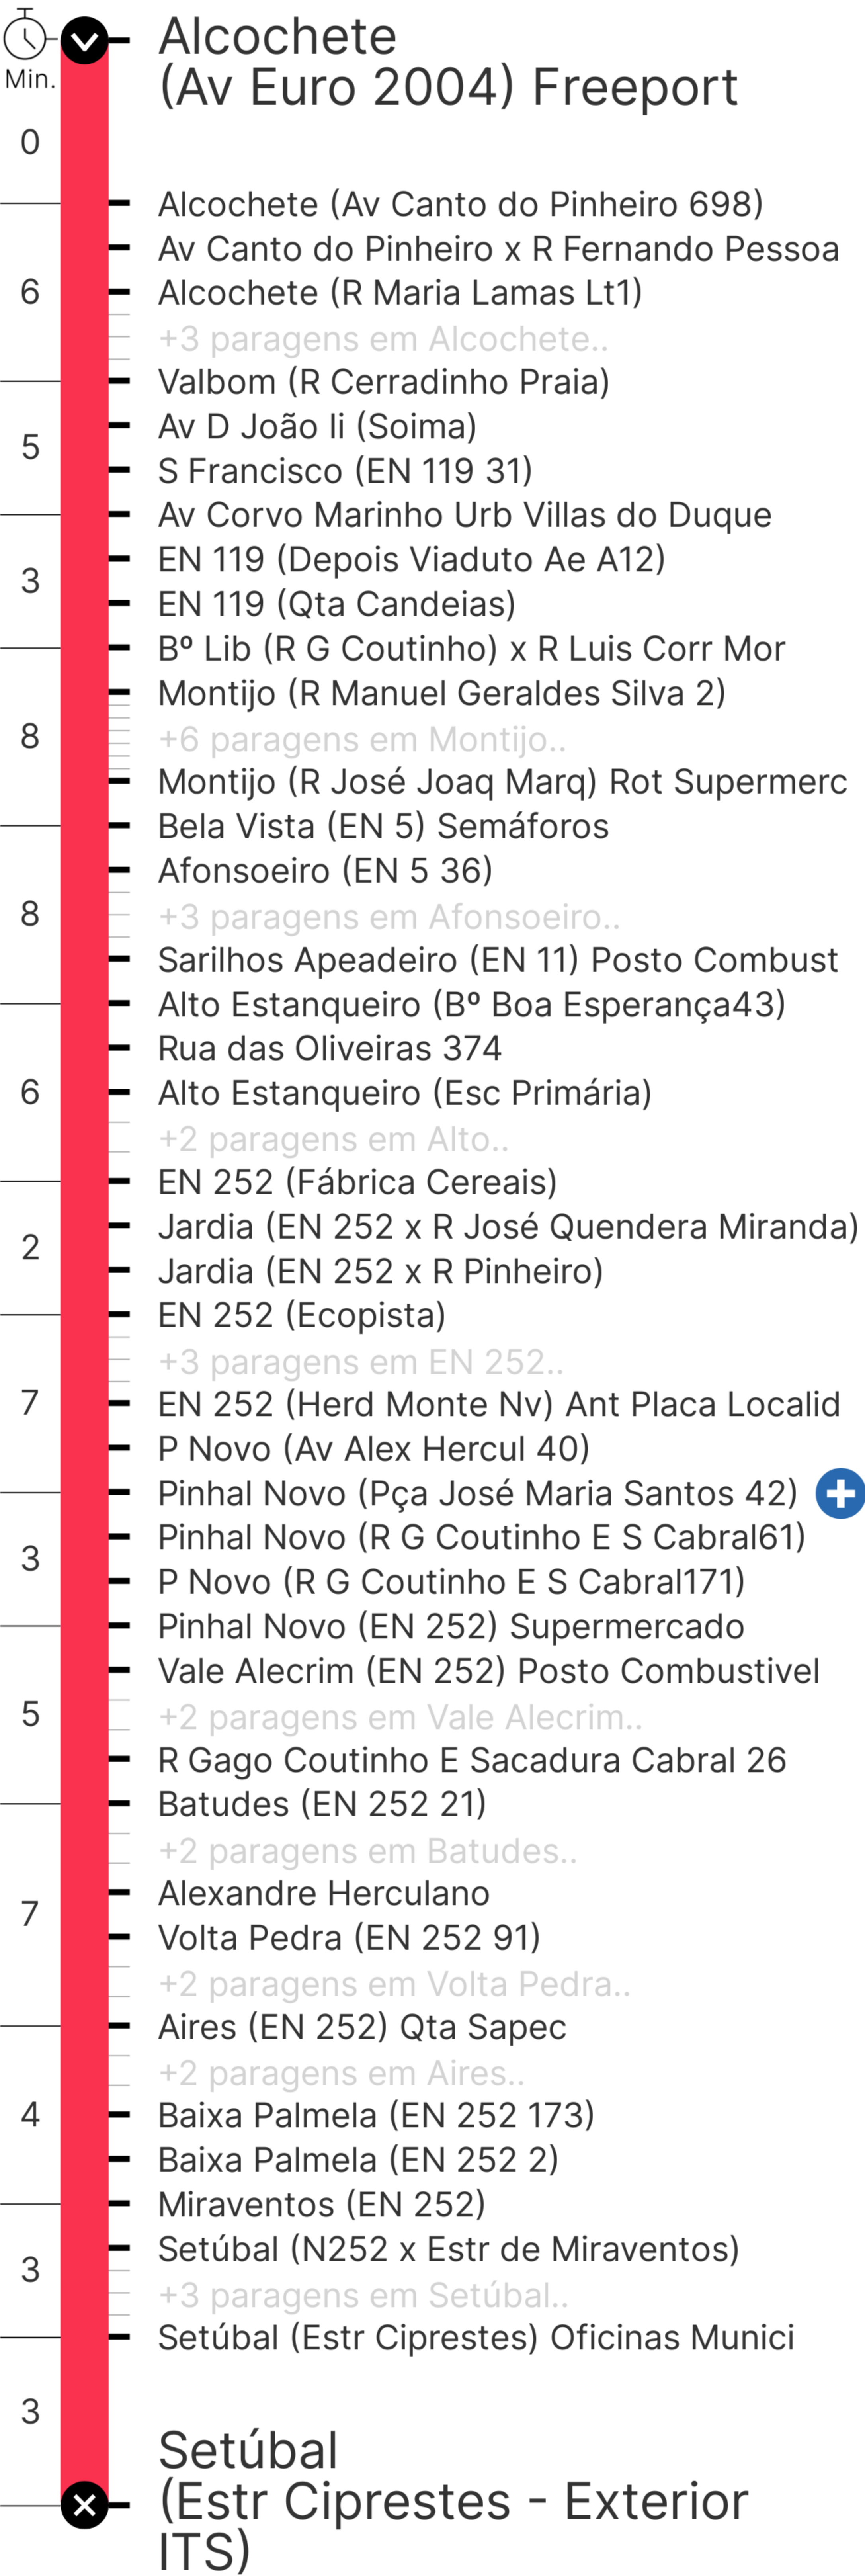 Alcochete
(Av Euro 2004) Freeport
Min.
0
Alcochete (Av Canto do Pinheiro 698)
Av Canto do Pinheiro x R Fernando Pessoa
6
Alcochete (R Maria Lamas Lt1)
+3 paragens em Alcochete..
Valbom (R Cerradinho Praia)
Av D João Ii (Soima)
5
S Francisco (EN 119 31)
Av Corvo Marinho Urb Villas do Duque
EN 119 (Depois Viaduto Ae A12)
3
EN 119 (Qta Candeias)
Bº Lib (R G Coutinho) x R Luis Corr Mor
Montijo (R Manuel Geraldes Silva 2)
8
+6 paragens em Montijo..
Montijo (R José Joaq Marq) Rot Supermerc
Bela Vista (EN 5) Semáforos
Afonsoeiro (EN 5 36)
8
+3 paragens em Afonsoeiro..
Sarilhos Apeadeiro (EN 11) Posto Combust
Alto Estanqueiro (Bº Boa Esperança43)
Rua das Oliveiras 374
6
Alto Estanqueiro (Esc Primária)
+2 paragens em Alto..
EN 252 (Fábrica Cereais)
Jardia (EN 252 x R José Quendera Miranda)
2
Jardia (EN 252 x R Pinheiro)
EN 252 (Ecopista)
+3 paragens em EN 252..
7
EN 252 (Herd Monte Nv) Ant Placa Localid
P Novo (Av Alex Hercul 40)
Pinhal Novo (Pça José Maria Santos 42)
Pinhal Novo (R G Coutinho E S Cabral61)
3
P Novo (R G Coutinho E S Cabral171)
Pinhal Novo (EN 252) Supermercado
Vale Alecrim (EN 252) Posto Combustivel
5
+2 paragens em Vale Alecrim..
R Gago Coutinho E Sacadura Cabral 26
Batudes (EN 252 21)
+2 paragens em Batudes..
Alexandre Herculano
7
Volta Pedra (EN 252 91)
+2 paragens em Volta Pedra..
Aires (EN 252) Qta Sapec
+2 paragens em Aires..
4
Baixa Palmela (EN 252 173)
Baixa Palmela (EN 252 2)
Miraventos (EN 252)
Setúbal (N252 x Estr de Miraventos)
3
+3 paragens em Setúbal..
Setúbal (Estr Ciprestes) Oficinas Munici
3
Setúbal
(Estr Ciprestes - Exterior
ITS)